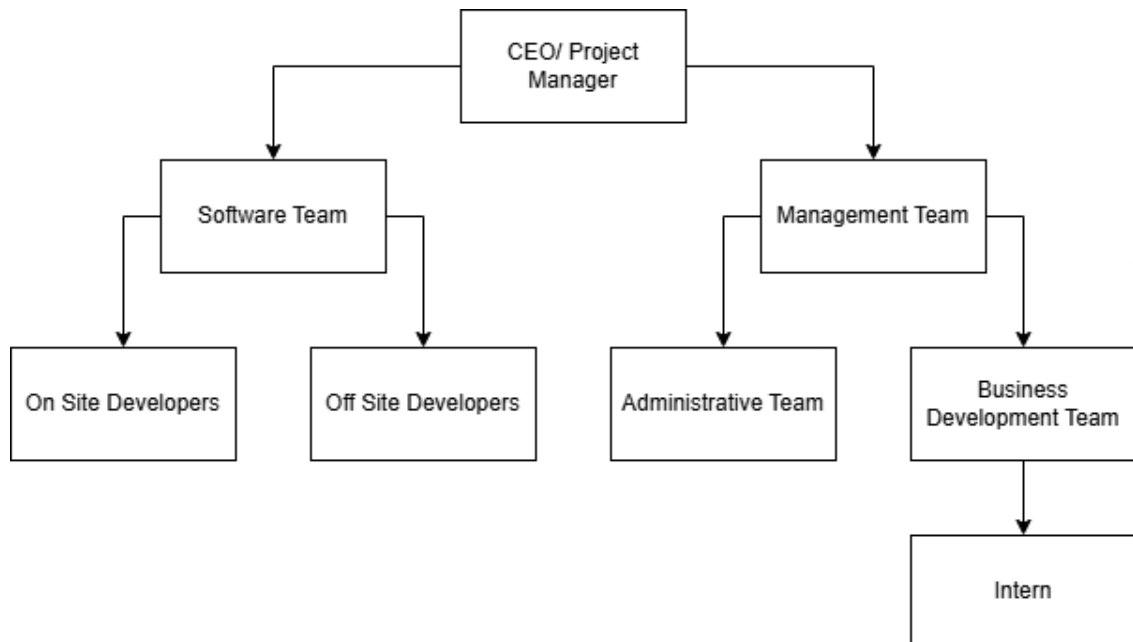 CEO/ Project
Manager
Software Team
Management Team
On Site Developers
Off Site Developers
Administrative Team
Business
Development Team
Intern